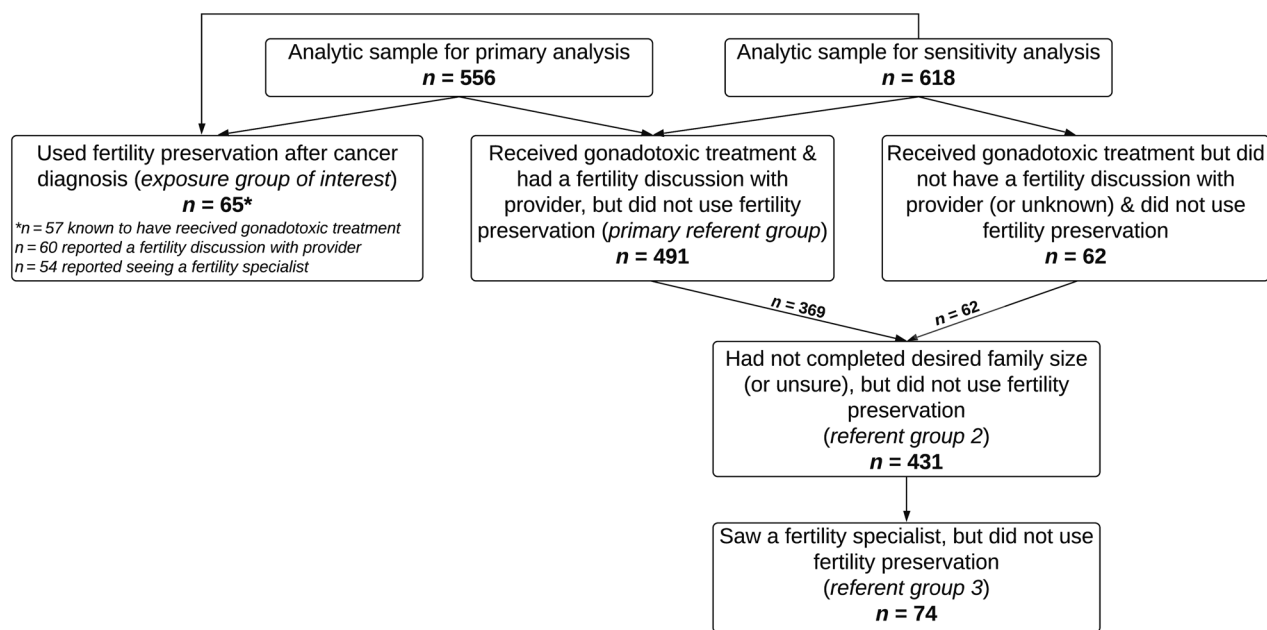 Analytic sample for primary analysis
n = 556
Analytic sample for sensitivity analysis
n = 618
Used fertility preservation after cancer
diagnosis (exposure group of interest)
n = 65*
*n = 57 known to have reecived gonadotoxic treatment
n = 60 reported a fertility discussion with provider
n = 54 reported seeing a fertility specialist
Received gonadotoxic treatment &
had a fertility discussion with
provider, but did not use fertility
preservation (primary referent group)
n = 491
Received gonadotoxic treatment but did
not have a fertility discussion with
provider (or unknown) & did not use
fertility preservation
n = 62
n = 369
n = 62
Had not completed desired family size
(or unsure), but did not use fertility
preservation
(referent group 2)
n = 431
Saw a fertility specialist, but did not use
fertility preservation
(referent group 3)
n = 74